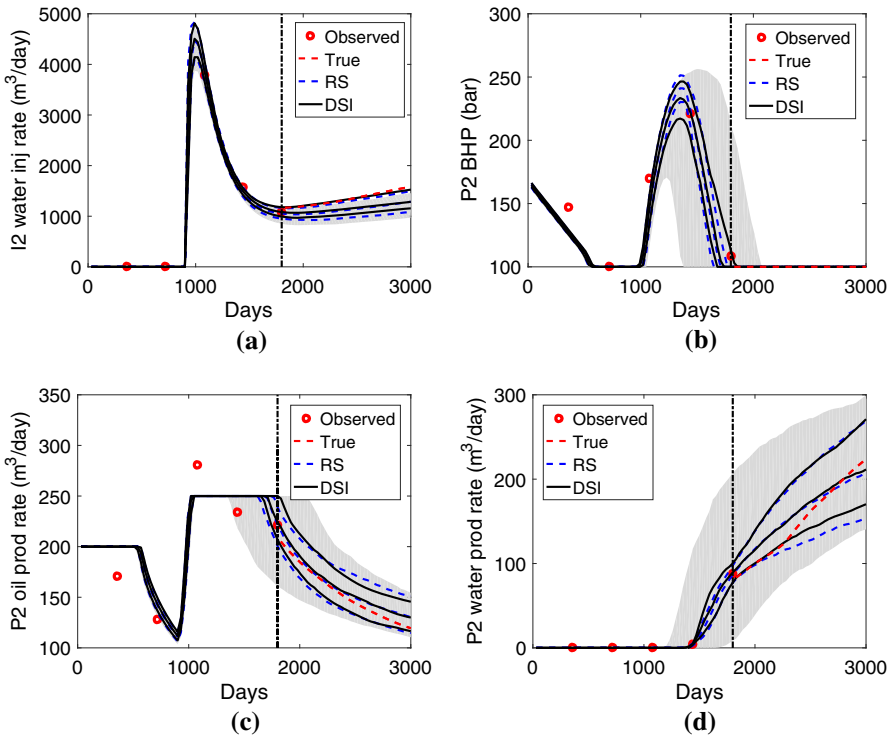 I2 water inj rate (m³/day)
5000
4000
3000
2000
1000
0
0 1000 2000 3000
Days
Observed
True
RS
DSI
(a)
P2 BHP (bar)
300
250
200
150
100
0 1000 2000 3000
Days
Observed
True
RS
DSI
(b)
P2 oil prod rate (m³/day)
350
300
250
200
150
100
0 1000 2000 3000
Days
Observed
True
RS
DSI
(c)
P2 water prod rate (m³/day)
300
200
100
0
0 1000 2000 3000
Days
Observed
True
RS
DSI
(d)